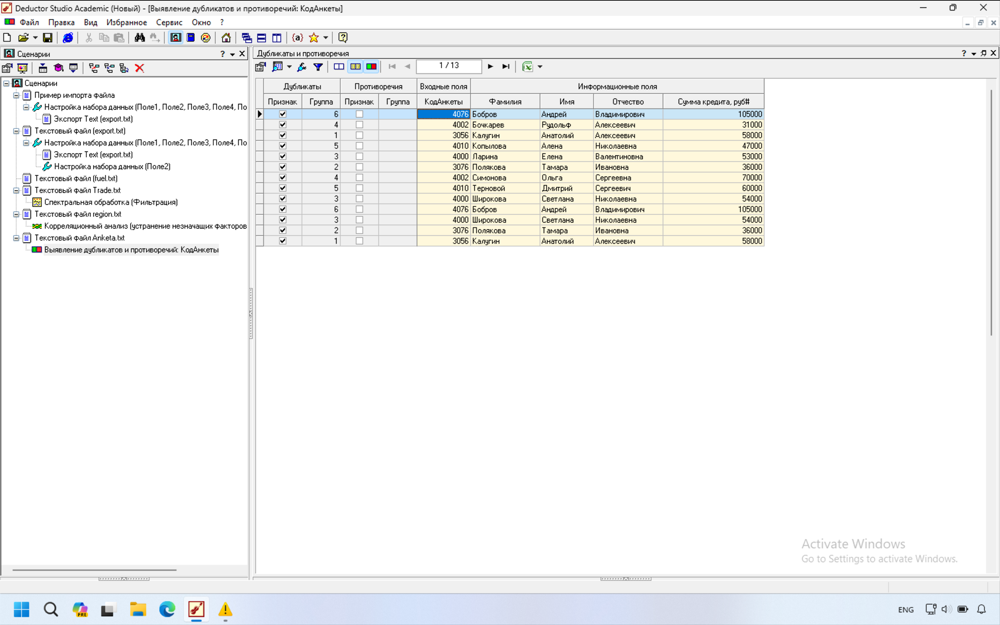 Deductor Studio Academic (Новый) - [Выявление дубликатов и противоречий: КодАнкеты]
Файл Правка Вид Избранное Сервис Окно ?
{a}
Сценарии ?
Сценарии
Пример импорта файла
Настройка набора данных (Поле1, Поле2, Поле3, Поле4, По
Экспорт Text (export.txt)
Текстовый файл (export.txt)
Настройка набора данных (Поле1, Поле2, Поле3, Поле4, По
Экспорт Text (export.txt)
Настройка набора данных (Поле2)
Текстовый файл (fuel.txt)
Текстовый файл Trade.txt
Спектральная обработка (Фильтрация)
Текстовый файл region.txt
Корреляционный анализ (устранение незначащих факторов
Текстовый файл Anketa.txt
Выявление дубликатов и противоречий: КодАнкеты
Дубликаты и противоречия ?
1 / 13
Дубликаты Противоречия Входные поля Информационные поля
Признак Группа Признак Группа КодАнкеты Фамилия Имя Отчество Сумма кредита, руб#
6 4076 Бобров Андрей Владимирович 105000
4 4002 Бочкарев Рудольф Алексеевич 31000
1 3056 Калугин Анатолий Алексеевич 58000
5 4010 Копылова Алена Николаевна 47000
3 4000 Ларина Елена Валентиновна 53000
2 3076 Полякова Тамара Ивановна 36000
4 4002 Симонова Ольга Сергеевна 70000
5 4010 Терновой Дмитрий Сергеевич 60000
3 4000 Широкова Светлана Николаевна 54000
6 4076 Бобров Андрей Владимирович 105000
3 4000 Широкова Светлана Николаевна 54000
2 3076 Полякова Тамара Ивановна 36000
1 3056 Калугин Анатолий Алексеевич 58000
Activate Windows
Go to Settings to activate Windows.
PRE
ENG